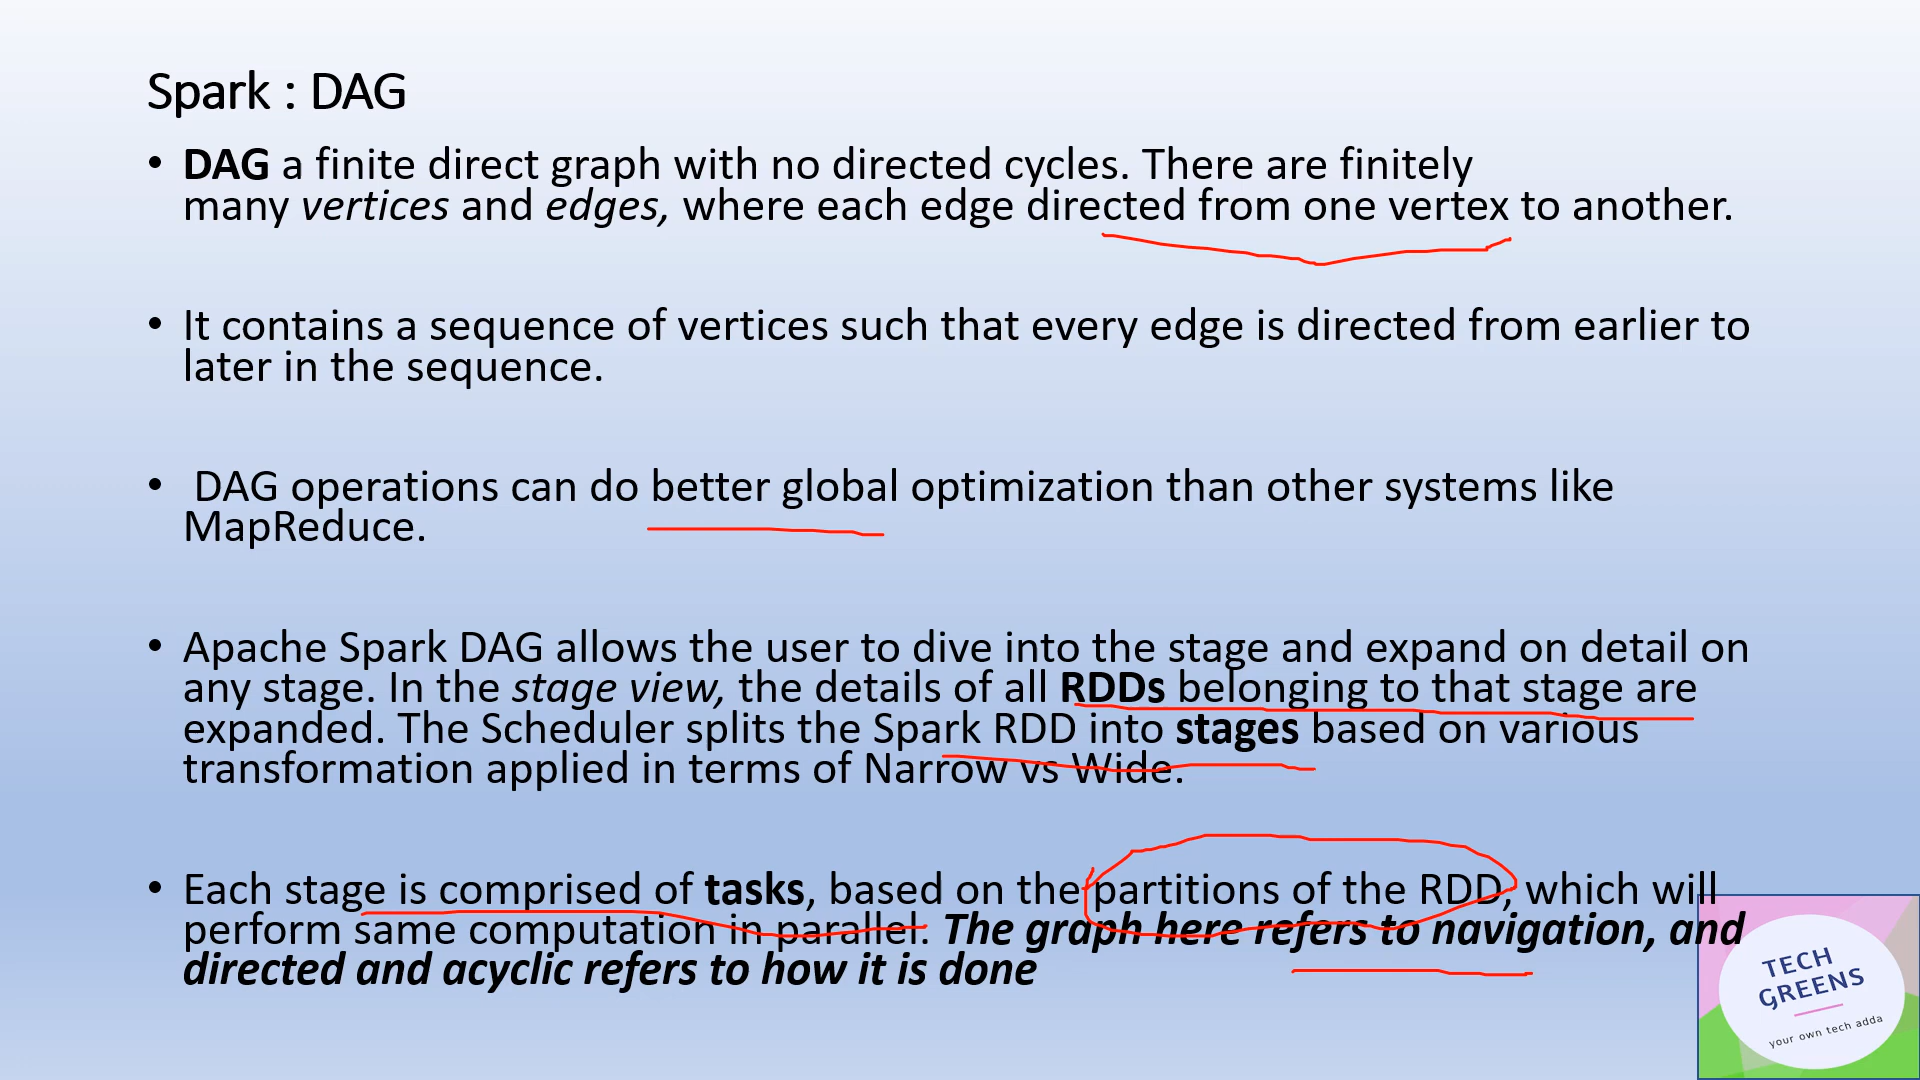 Spark : DAG
• DAG a finite direct graph with no directed cycles. There are finitely
many vertices and edges, where each edge directed from one vertex to another.
• It contains a sequence of vertices such that every edge is directed from earlier to
later in the sequence.
• DAG operations can do better global optimization than other systems like
MapReduce.
• Apache Spark DAG allows the user to dive into the stage and expand on detail on
any stage. In the stage view, the details of all RDDs belonging to that stage are
expanded. The Scheduler splits the Spark RDD into stages based on various
transformation applied in terms of Narrow vs Wide.
• Each stage is comprised of tasks, based on the partitions of the RDD, which will
perform same computation in parallel. The graph here refers to navigation, and
directed and acyclic refers to how it is done
TECH
GREENS
your own tech adda